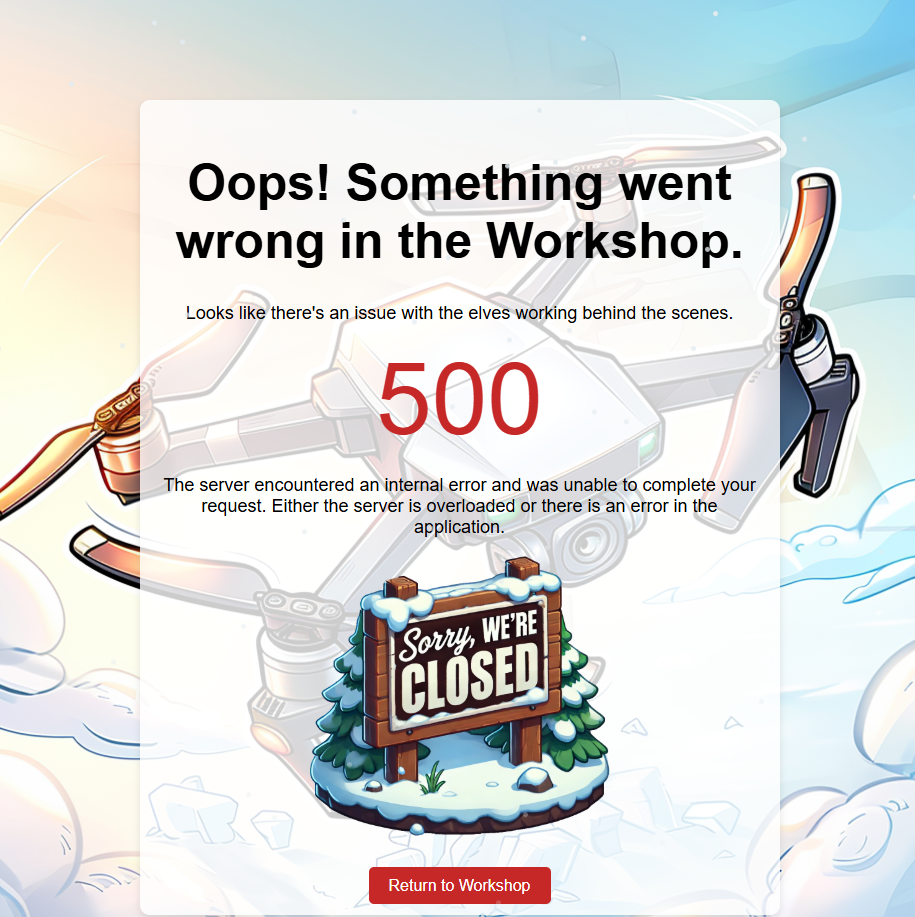 Oops! Something went
wrong in the Workshop.
Looks like there's an issue with the elves working behind the scenes.
500
The server encountered an internal error and was unable to complete your
request. Either the server is overloaded or there is an error in the
application.
Sorry, WE'RE
CLOSED
Return to Workshop